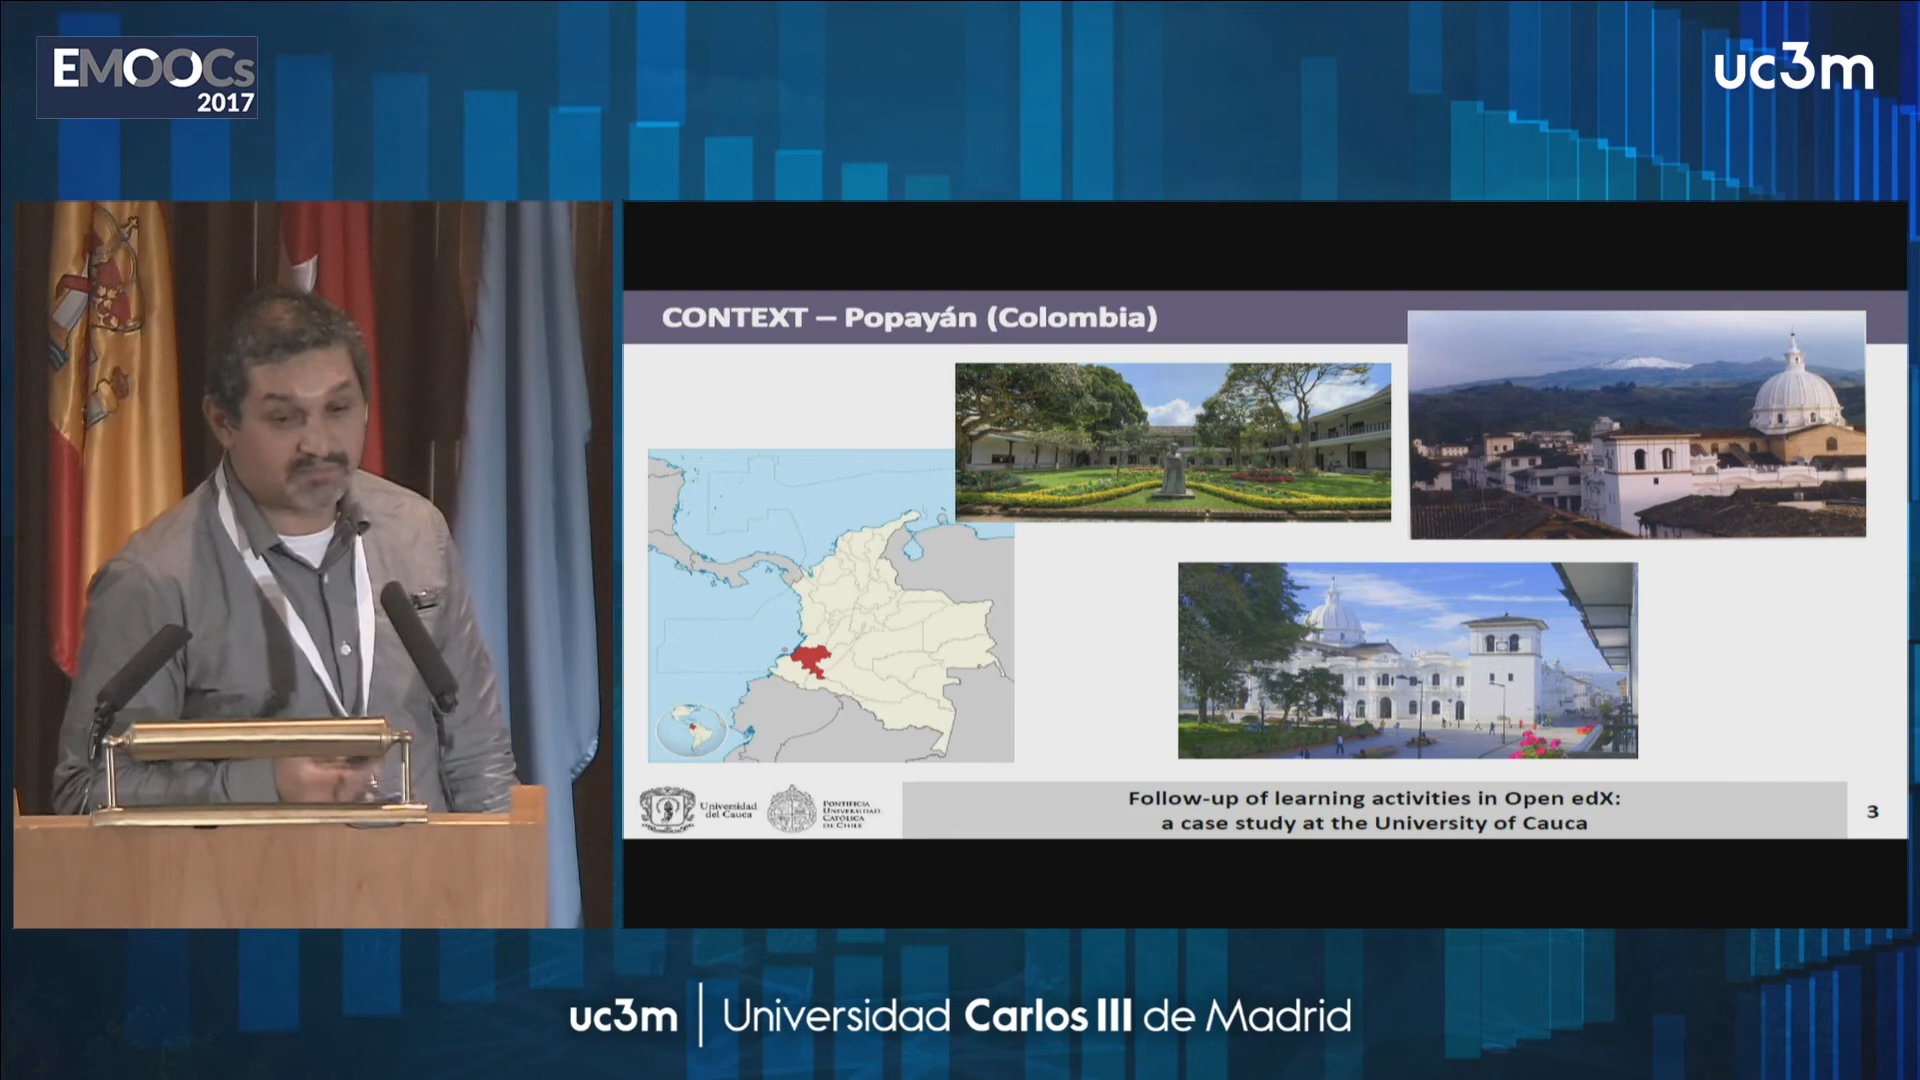 EMOOCs
2017
uc3m
CONTEXT – Popayán (Colombia)
Universidad
del Cauca
PONTIFICIA
UNIVERSIDAD
CATÓLICA
DE CHILE
Follow-up of learning activities in Open edX:
a case study at the University of Cauca
3
uc3m | Universidad Carlos III de Madrid